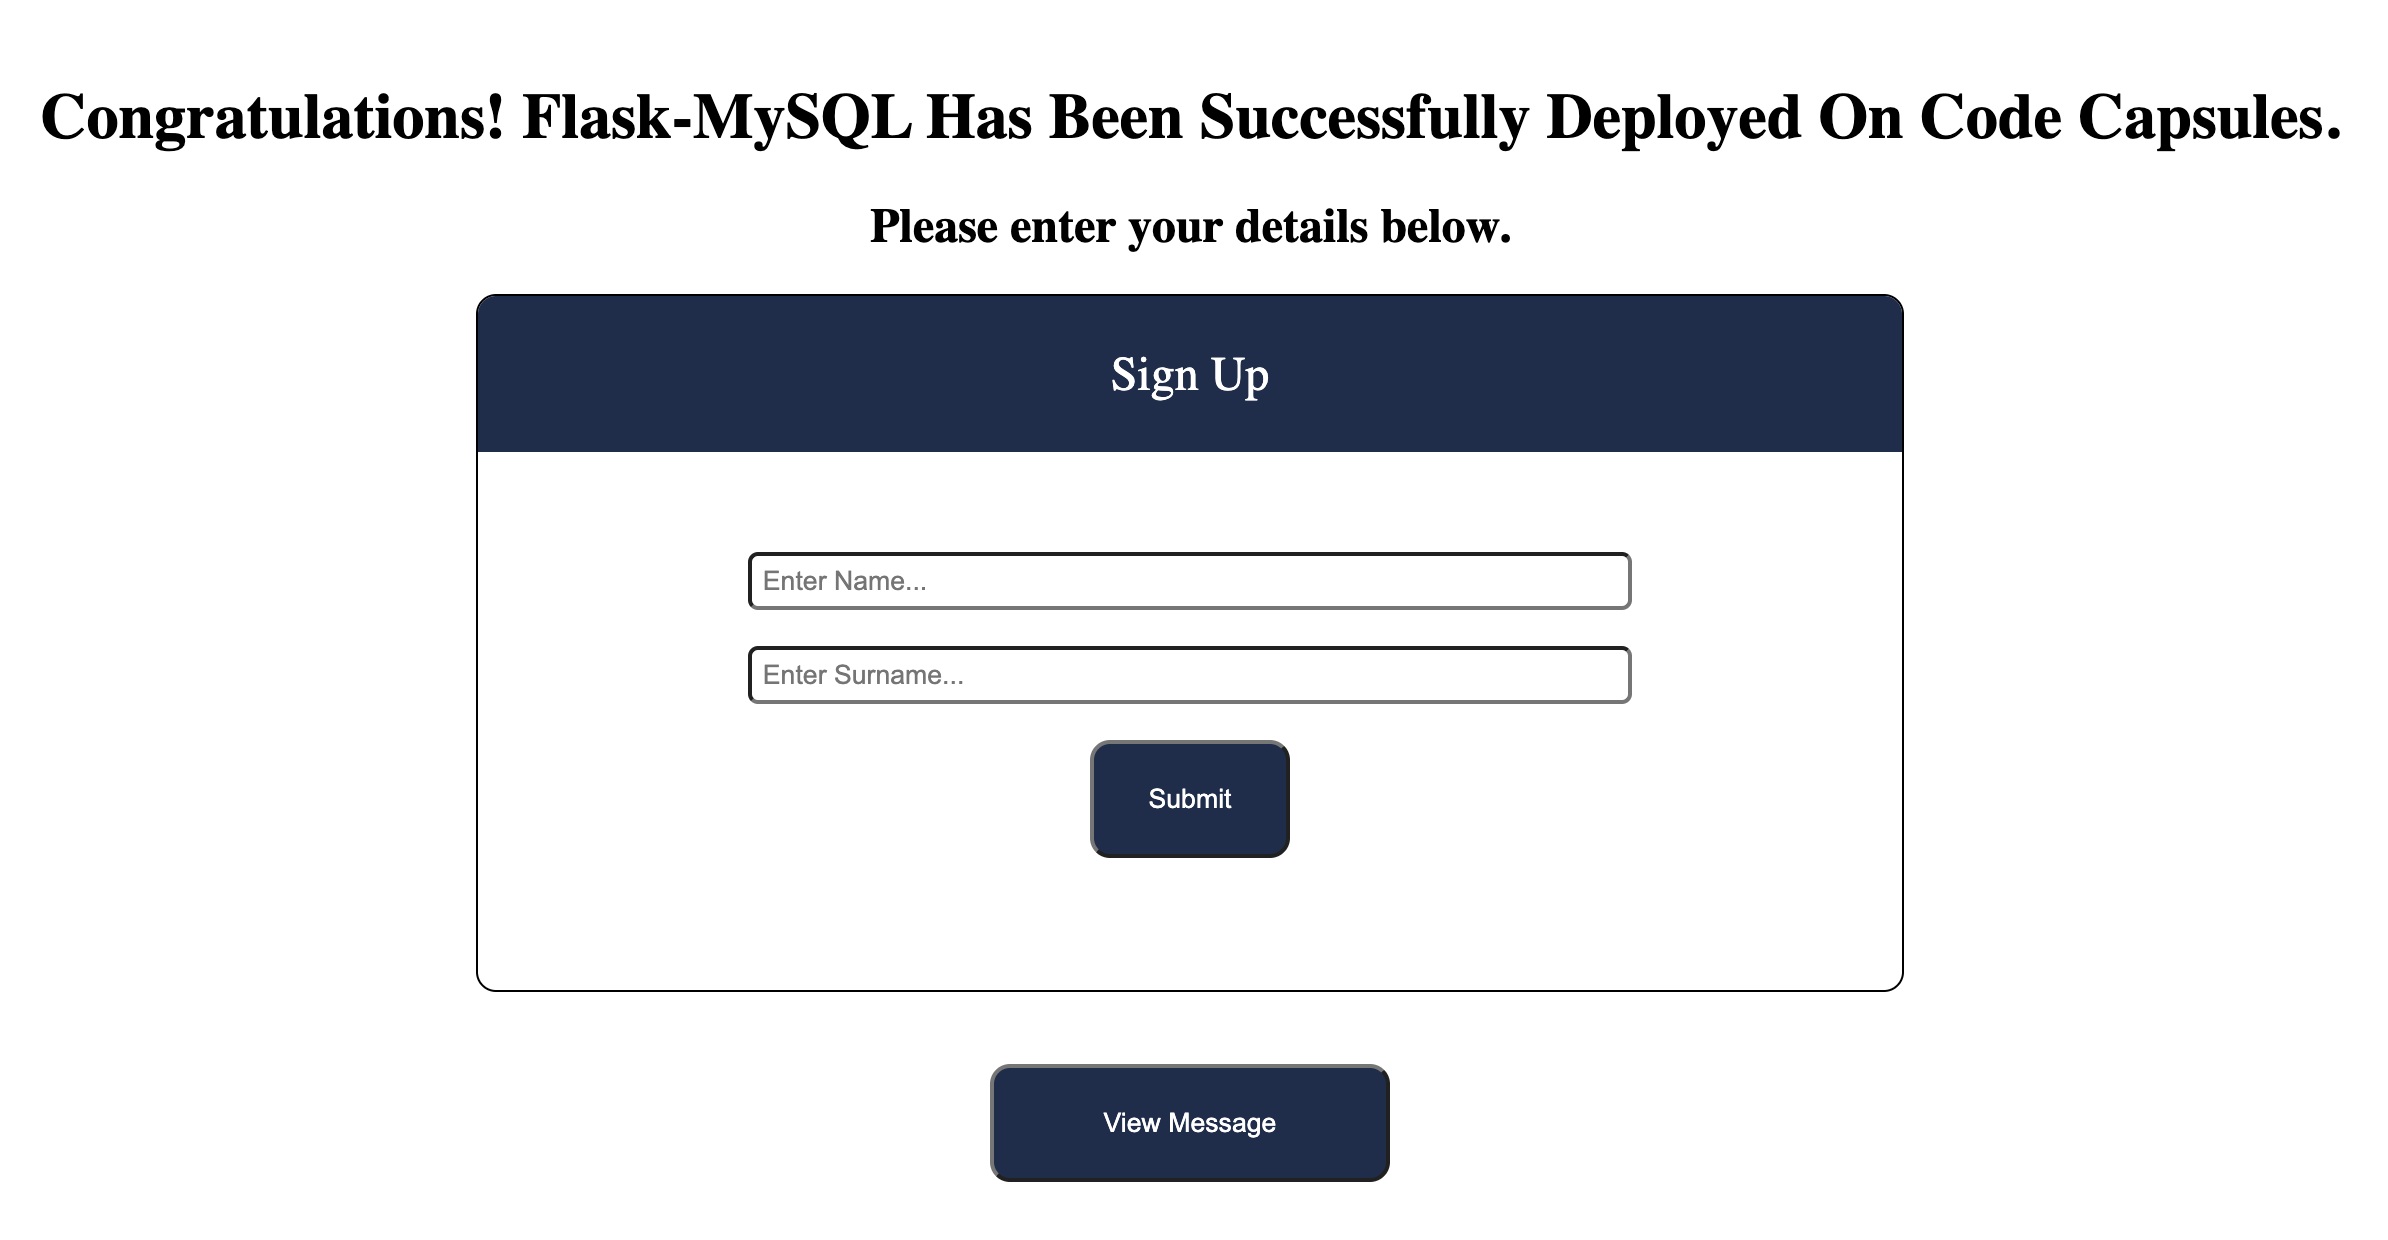 Congratulations! Flask-MySQL Has Been Successfully Deployed On Code Capsules.
Please enter your details below.
Sign Up
Enter Name...
Enter Surname...
Submit
View Message